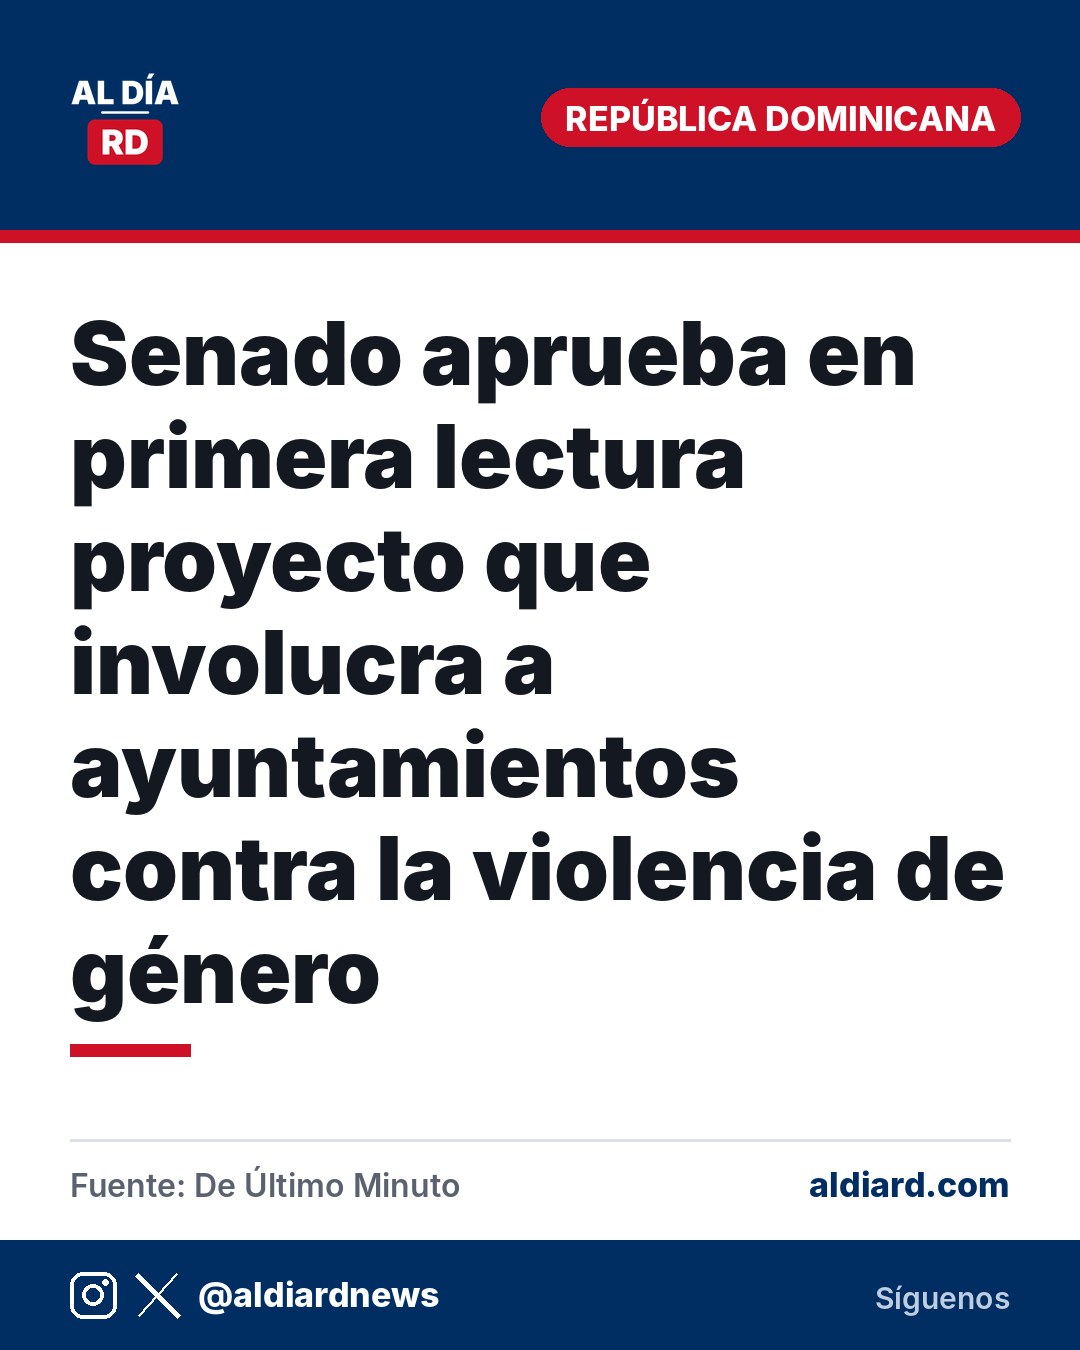 AL DÍA
RD
REPÚBLICA DOMINICANA
Senado aprueba en
primera lectura
proyecto que
involucra a
ayuntamientos
contra la violencia de
género
Fuente: De Último Minuto
aldiard.com
@aldiardnews
Síguenos